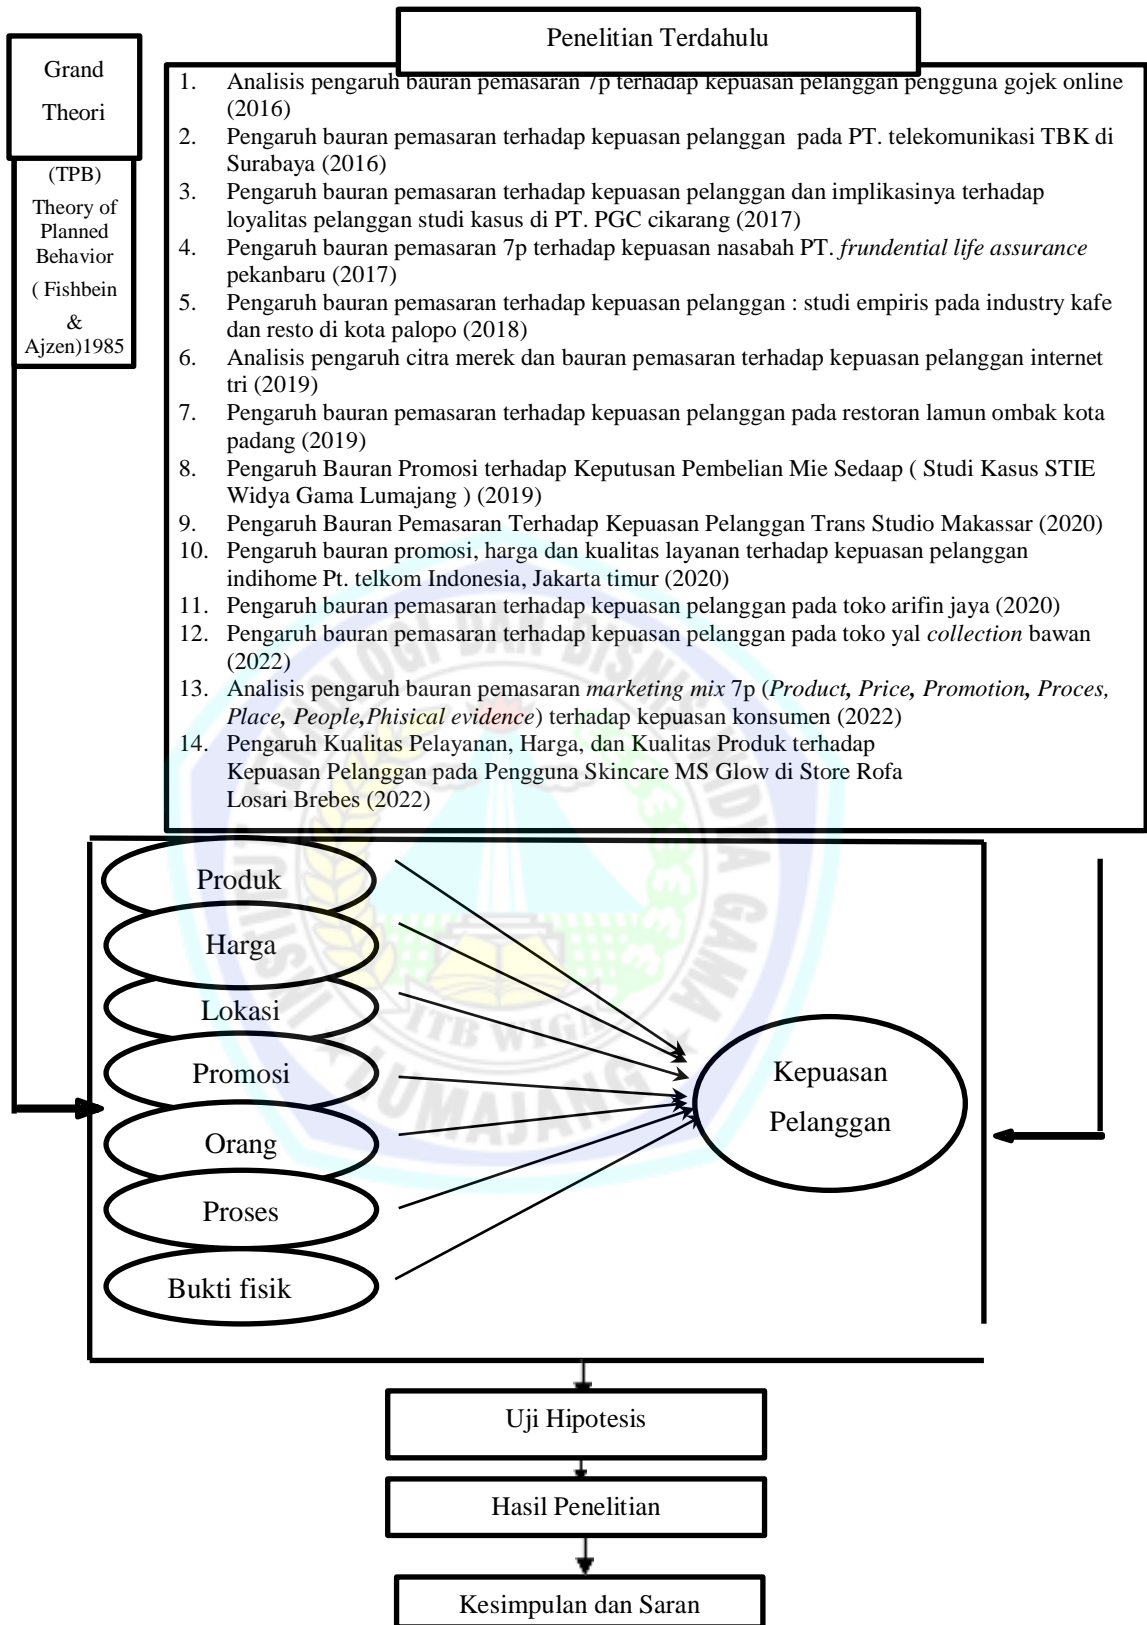 Penelitian Terdahulu
Grand
Theori
(TPB)
Theory of
Planned
Behavior
( Fishbein
&
Ajzen)1985
1. Analisis pengaruh bauran pemasaran 7p terhadap kepuasan pelanggan pengguna gojek online
(2016)
2. Pengaruh bauran pemasaran terhadap kepuasan pelanggan pada PT. telekomunikasi TBK di
Surabaya (2016)
3. Pengaruh bauran pemasaran terhadap kepuasan pelanggan dan implikasinya terhadap
loyalitas pelanggan studi kasus di PT. PGC cikarang (2017)
4. Pengaruh bauran pemasaran 7p terhadap kepuasan nasabah PT. frundential life assurance
pekanbaru (2017)
5. Pengaruh bauran pemasaran terhadap kepuasan pelanggan : studi empiris pada industry kafe
dan resto di kota palopo (2018)
6. Analisis pengaruh citra merek dan bauran pemasaran terhadap kepuasan pelanggan internet
tri (2019)
7. Pengaruh bauran pemasaran terhadap kepuasan pelanggan pada restoran lamun ombak kota
padang (2019)
8. Pengaruh Bauran Promosi terhadap Keputusan Pembelian Mie Sedaap ( Studi Kasus STIE
Widya Gama Lumajang ) (2019)
9. Pengaruh Bauran Pemasaran Terhadap Kepuasan Pelanggan Trans Studio Makassar (2020)
10. Pengaruh bauran promosi, harga dan kualitas layanan terhadap kepuasan pelanggan
indihome Pt. telkom Indonesia, Jakarta timur (2020)
11. Pengaruh bauran pemasaran terhadap kepuasan pelanggan pada toko arifin jaya (2020)
12. Pengaruh bauran pemasaran terhadap kepuasan pelanggan pada toko yal collection bawan
(2022)
13. Analisis pengaruh bauran pemasaran marketing mix 7p (Product, Price, Promotion, Proces,
Place, People,Phisical evidence) terhadap kepuasan konsumen (2022)
14. Pengaruh Kualitas Pelayanan, Harga, dan Kualitas Produk terhadap
Kepuasan Pelanggan pada Pengguna Skincare MS Glow di Store Rofa
Losari Brebes (2022)
Produk
Harga
Lokasi
Promosi
Orang
Proses
Bukti fisik
Kepuasan
Pelanggan
INSTITUT TEKNOLOGI DAN BISNIS WIDYA GAMA
ITB WIGA
LUMAJANG
Uji Hipotesis
Hasil Penelitian
Kesimpulan dan Saran